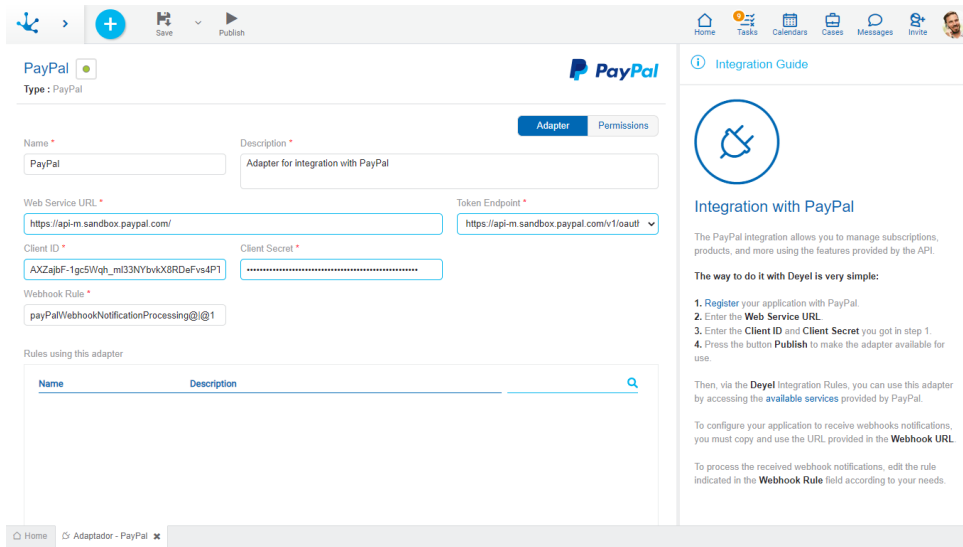 Save
Publish
Home
9
Tasks
Calendars
Cases
Messages
Invite
PayPal
Type : PayPal
PayPal
Adapter
Permissions
Name *
Description *
PayPal
Adapter for integration with PayPal
Web Service URL *
Token Endpoint *
https://api-m.sandbox.paypal.com/
https://api-m.sandbox.paypal.com/v1/oauth
Client ID *
Client Secret *
Webhook Rule *
payPalWebhookNotificationProcessing@|@1
Rules using this adapter
Name
Description
Integration Guide
Integration with PayPal
The PayPal integration allows you to manage subscriptions,
products, and more using the features provided by the API.
The way to do it with Deyel is very simple:
1. Register your application with PayPal.
2. Enter the Web Service URL.
3. Enter the Client ID and Client Secret you got in step 1.
4. Press the button Publish to make the adapter available for
use.
Then, via the Deyel Integration Rules, you can use this adapter
by accessing the available services provided by PayPal.
To configure your application to receive webhooks notifications,
you must copy and use the URL provided in the Webhook URL.
To process the received webhook notifications, edit the rule
indicated in the Webhook Rule field according to your needs.
Home
Adaptador - PayPal